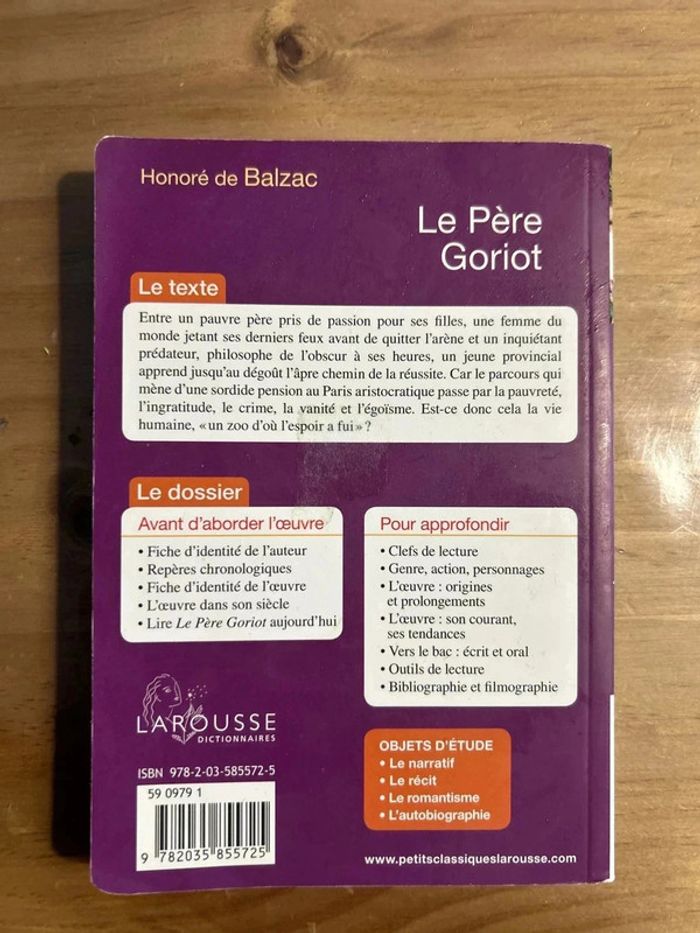 Honoré de Balzac
Le Père
Goriot
Le texte
Entre un pauvre père pris de passion pour ses filles, une femme du
monde jetant ses derniers feux avant de quitter l'arène et un inquiétant
prédateur, philosophe de l'obscur à ses heures, un jeune provincial
apprend jusqu'au dégoût l'âpre chemin de la réussite. Car le parcours qui
mène d'une sordide pension au Paris aristocratique passe par la pauvreté,
l'ingratitude, le crime, la vanité et l'égoïsme. Est-ce donc cela la vie
humaine, « un zoo d'où l'espoir a fui » ?
Le dossier
Avant d'aborder l'œuvre
• Fiche d'identité de l'auteur
• Repères chronologiques
• Fiche d'identité de l'œuvre
• L'œuvre dans son siècle
• Lire Le Père Goriot aujourd'hui
Pour approfondir
• Clefs de lecture
• Genre, action, personnages
• L'œuvre : origines
et prolongements
• L'œuvre : son courant,
ses tendances
• Vers le bac : écrit et oral
• Outils de lecture
• Bibliographie et filmographie
LAROUSSE
DICTIONNAIRES
ISBN 978-2-03-585572-5
59 0979 1
9 782035 855725
OBJETS D'ÉTUDE
• Le narratif
• Le récit
• Le romantisme
• L'autobiographie
www.petitsclassiqueslarousse.com